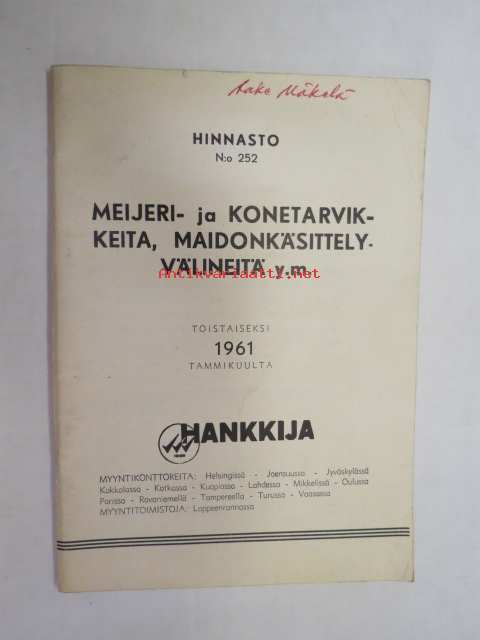 Aake Mäkelä
HINNASTO
N:o 252
MEIJERI- ja KONETARVIK-
KEITA, MAIDONKÄSITTELY-
VÄLINEITÄ y.m.
Antikvariaatti.net
TOISTAISEKSI
1961
TAMMIKUULTA
HANKKIJA
MYYNTIKONTTOREITA: Helsingissä - Joensuussa - Jyväskylässä
Kokkolassa - Kotkassa - Kuopiossa - Lahdessa - Mikkelissä - Oulussa
Porissa - Rovaniemellä - Tampereella - Turussa - Vaasassa
MYYNTITOIMISTOJA: Lappeenrannassa